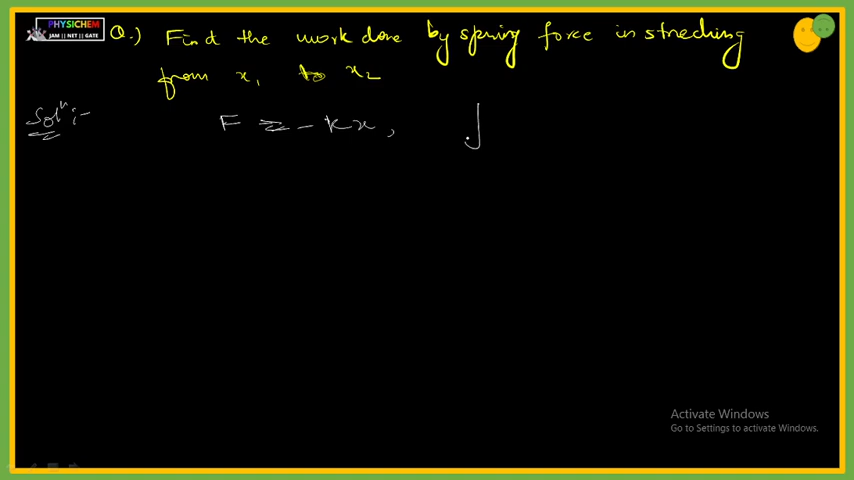 PHYSICHEM
JAM || NET || GATE
Q.) Find the work done by spring force in streching
from x₁ to x₂
Solⁿ :-
F = - kx, ∫
Activate Windows
Go to Settings to activate Windows.